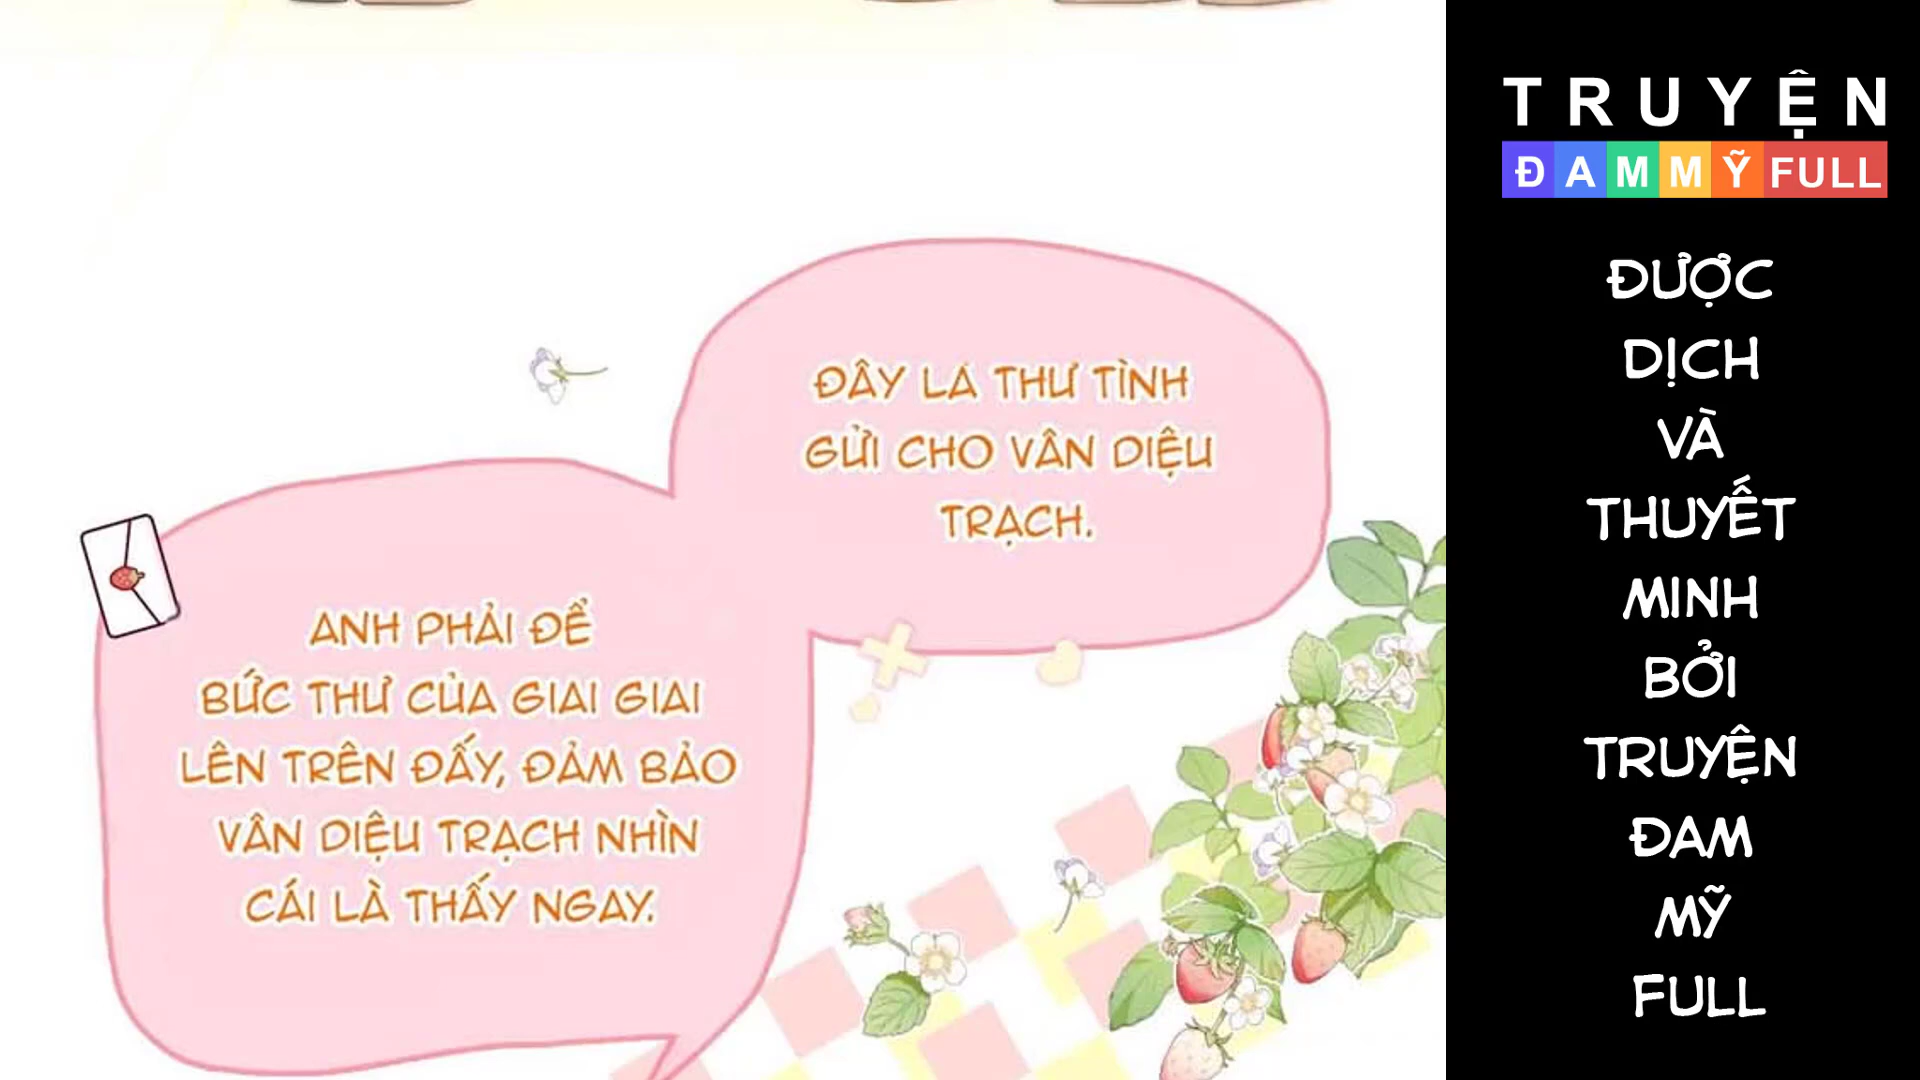 ĐÂY LA THƯ TÌNH
GỬI CHO VÂN DIỆU
TRẠCH.
ANH PHẢI ĐỂ
BỨC THƯ CỦA GIAI GIAI
LÊN TRÊN ĐẤY, ĐẢM BẢO
VÂN DIỆU TRẠCH NHÌN
CÁI LÀ THẤY NGAY.
TRUYỆN
ĐAMMỸFULL
ĐƯỢC
DỊCH
VÀ
THUYẾT
MINH
BỞI
TRUYỆN
ĐAM
MỸ
FULL